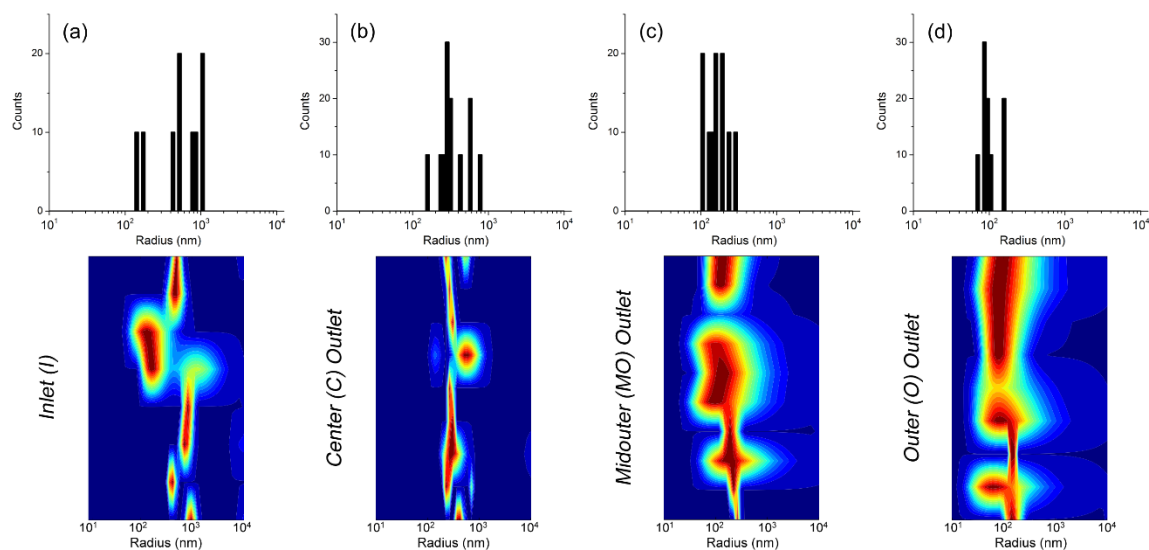 (a)
20
10
0
Counts
10¹ 10² 10³ 10⁴
Radius (nm)
(b)
30
20
10
0
Counts
10¹ 10² 10³ 10⁴
Radius (nm)
(c)
20
10
0
Counts
10¹ 10² 10³ 10⁴
Radius (nm)
(d)
30
20
10
0
Counts
10¹ 10² 10³ 10⁴
Radius (nm)
Inlet (I)
10¹ 10² 10³ 10⁴
Radius (nm)
Center (C) Outlet
10¹ 10² 10³ 10⁴
Radius (nm)
Midouter (MO) Outlet
10¹ 10² 10³ 10⁴
Radius (nm)
Outer (O) Outlet
10¹ 10² 10³ 10⁴
Radius (nm)